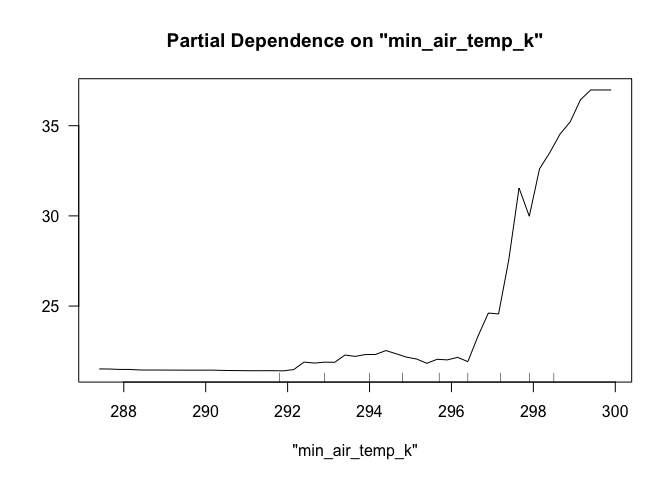 Partial Dependence on "min_air_temp_k"
35
30
25
288 290 292 294 296 298 300
"min_air_temp_k"